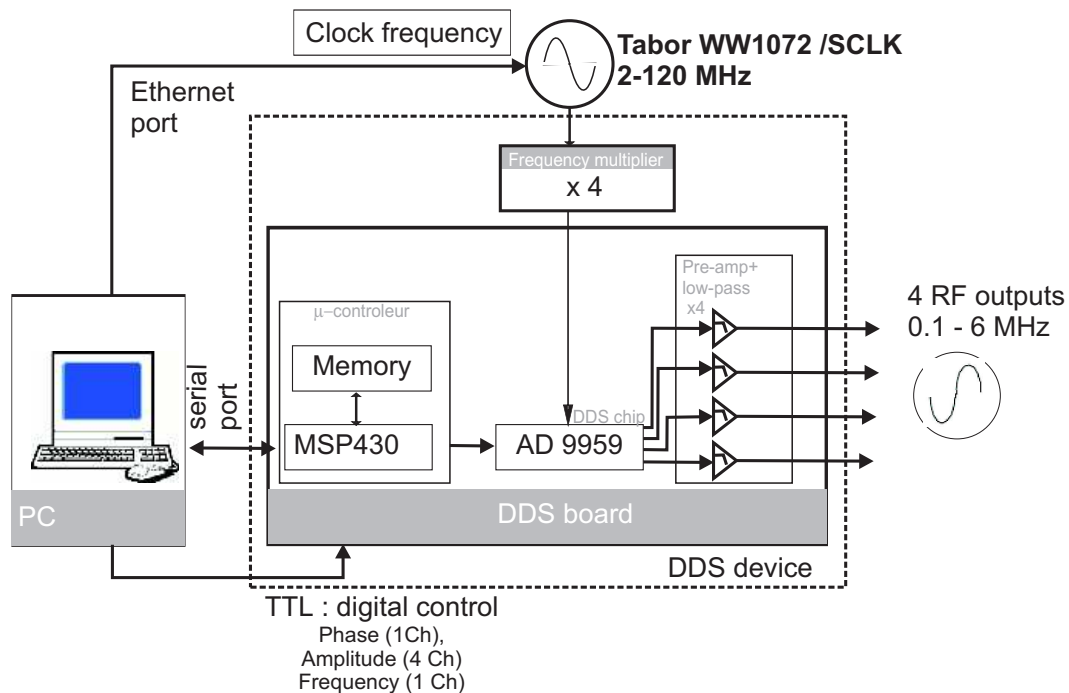 Clock frequency
Tabor WW1072 /SCLK
2-120 MHz
Ethernet
port
Frequency multiplier
x 4
Pre-amp+
low-pass
x4
4 RF outputs
0.1 - 6 MHz
μ-controleur
Memory
serial
port
DDS chip
MSP430
AD 9959
PC
DDS board
DDS device
TTL : digital control
Phase (1Ch),
Amplitude (4 Ch)
Frequency (1 Ch)